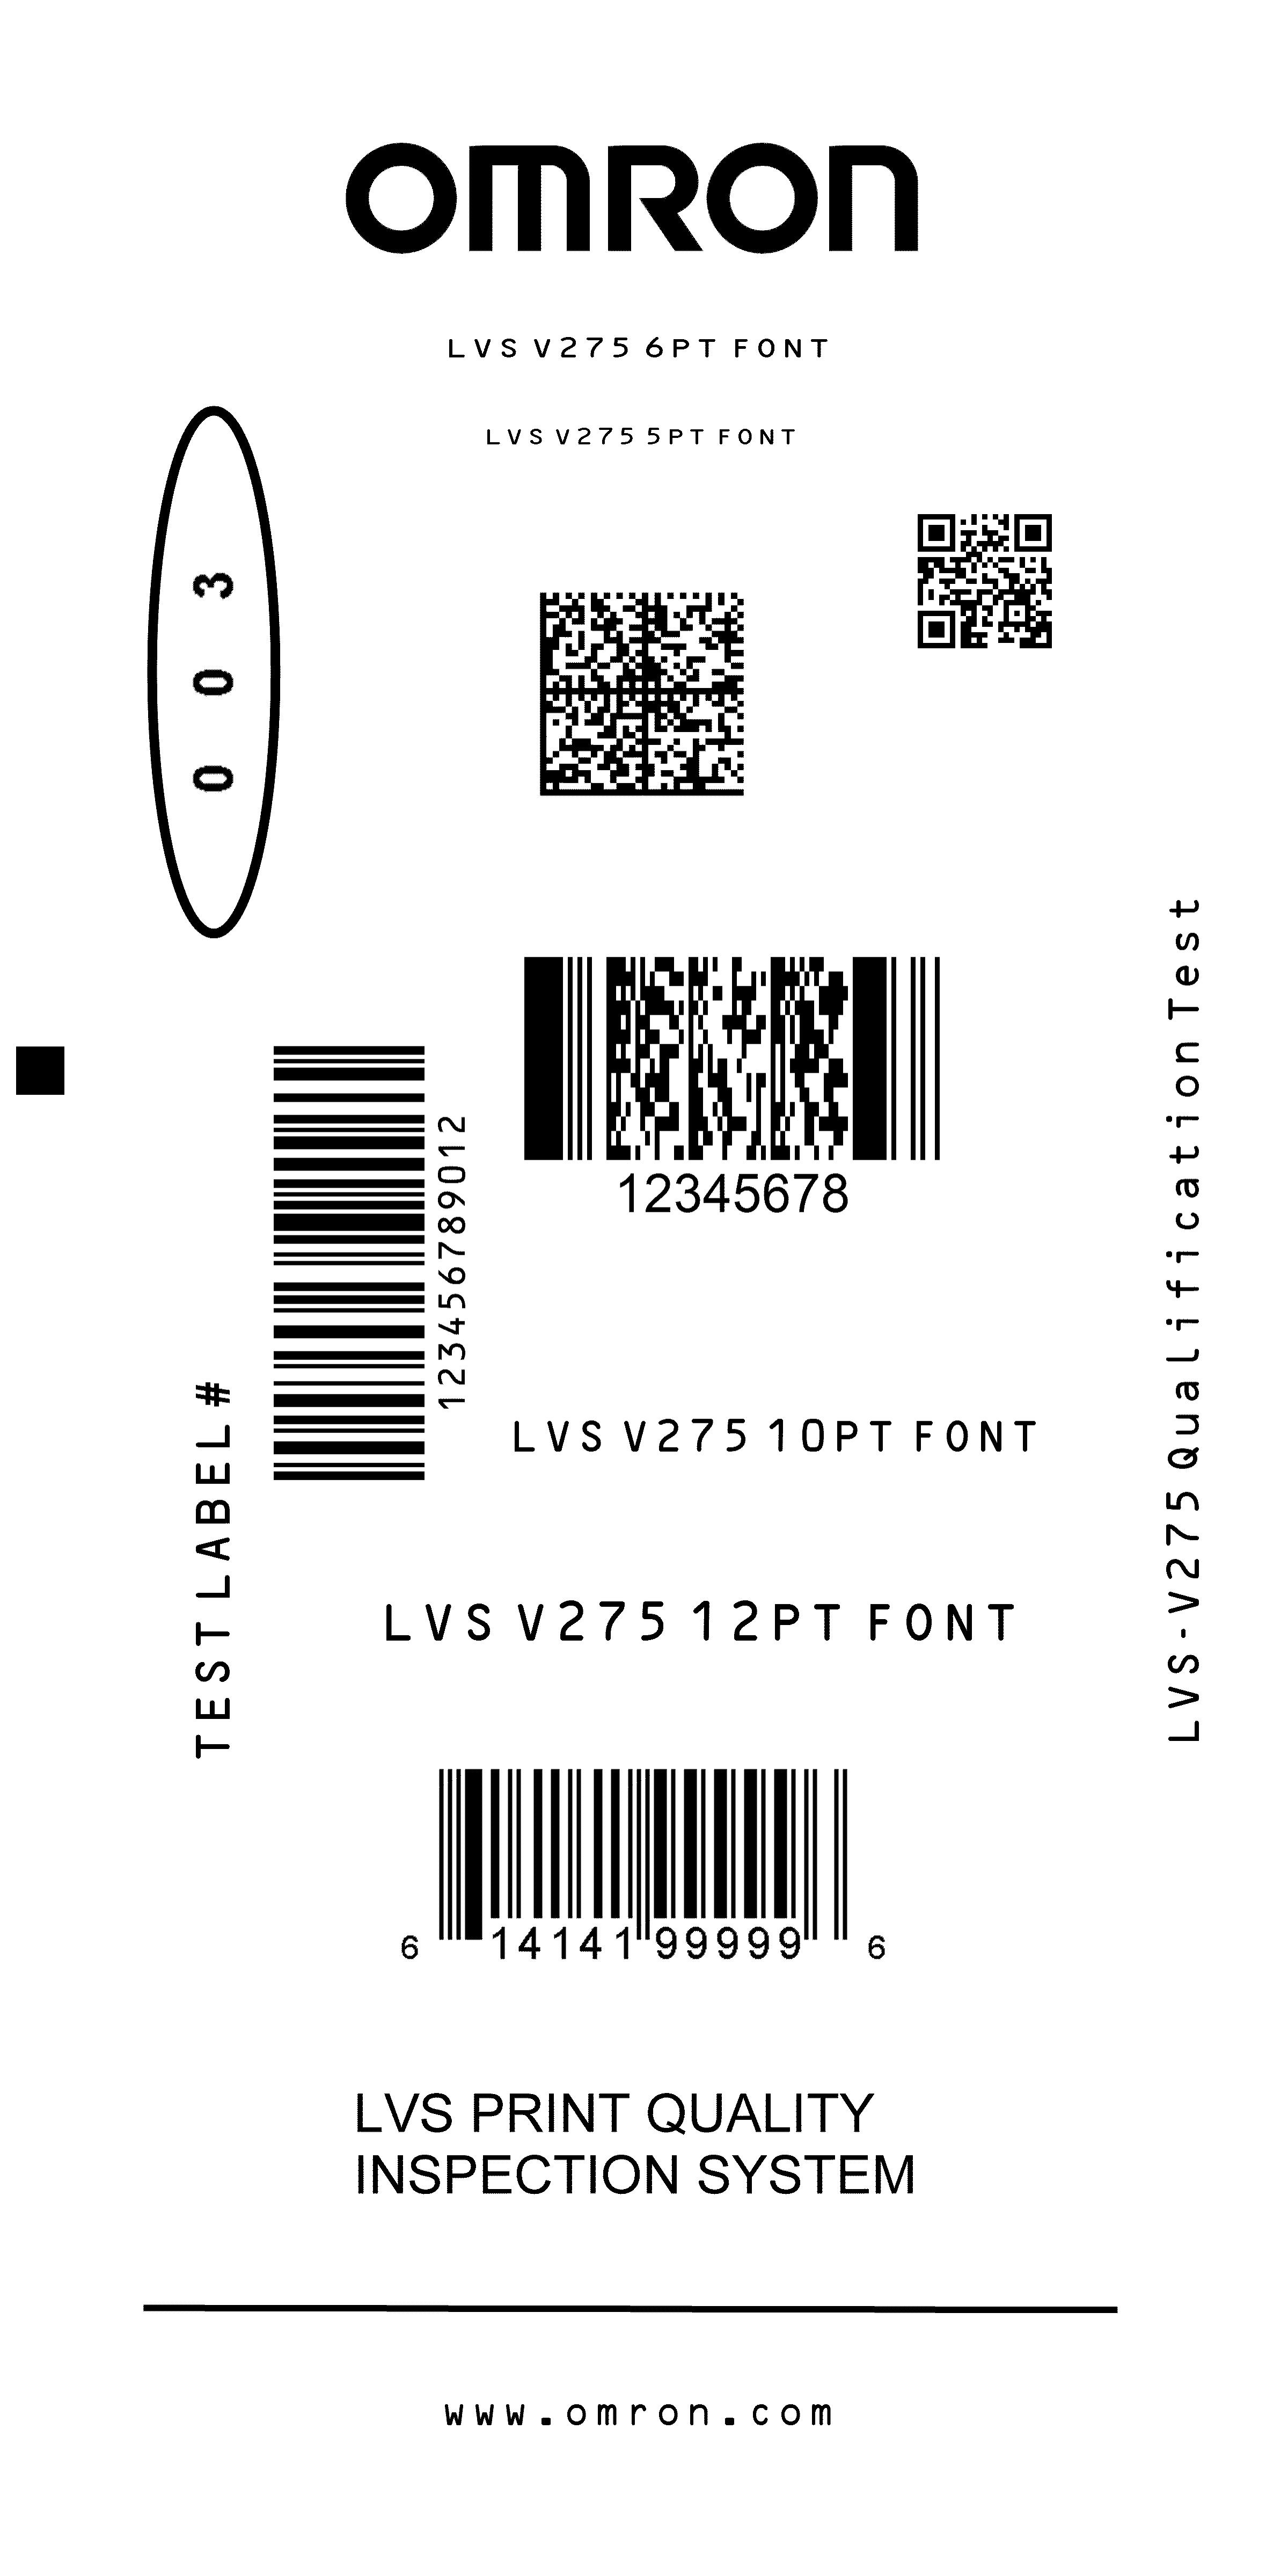 OMRON
LVS V275 6PT FONT
LVS V275 5PT FONT
003
12345678
123456789012
LVS V275 10PT FONT
TEST LABEL #
LVS V275 12PT FONT
LVS-V275 Qualification Test
6 14141 99999 6
LVS PRINT QUALITY
INSPECTION SYSTEM
www.omron.com